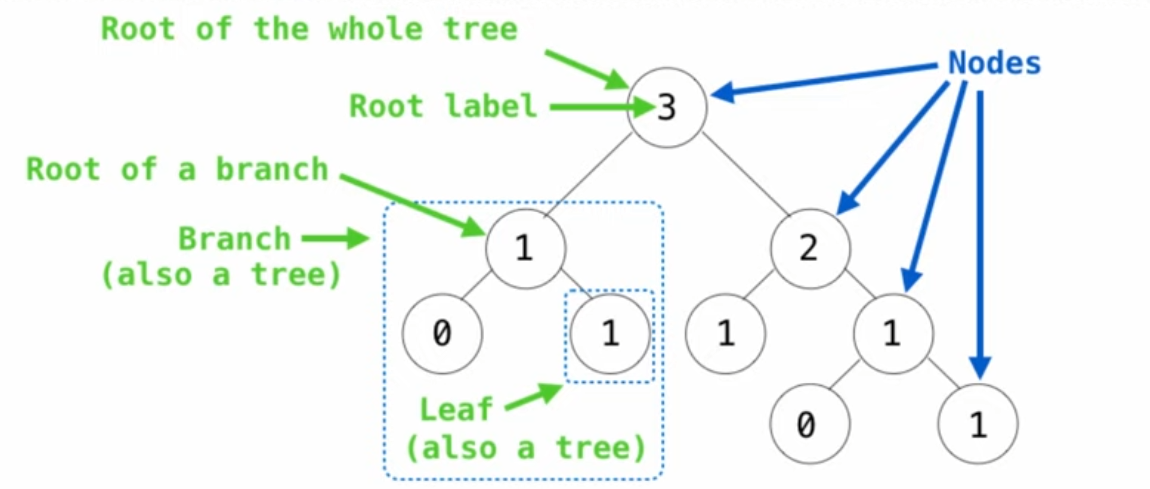 Root of the whole tree
Nodes
Root label
3
Root of a branch
Branch
(also a tree)
1
2
0
1
1
1
Leaf
(also a tree)
0
1